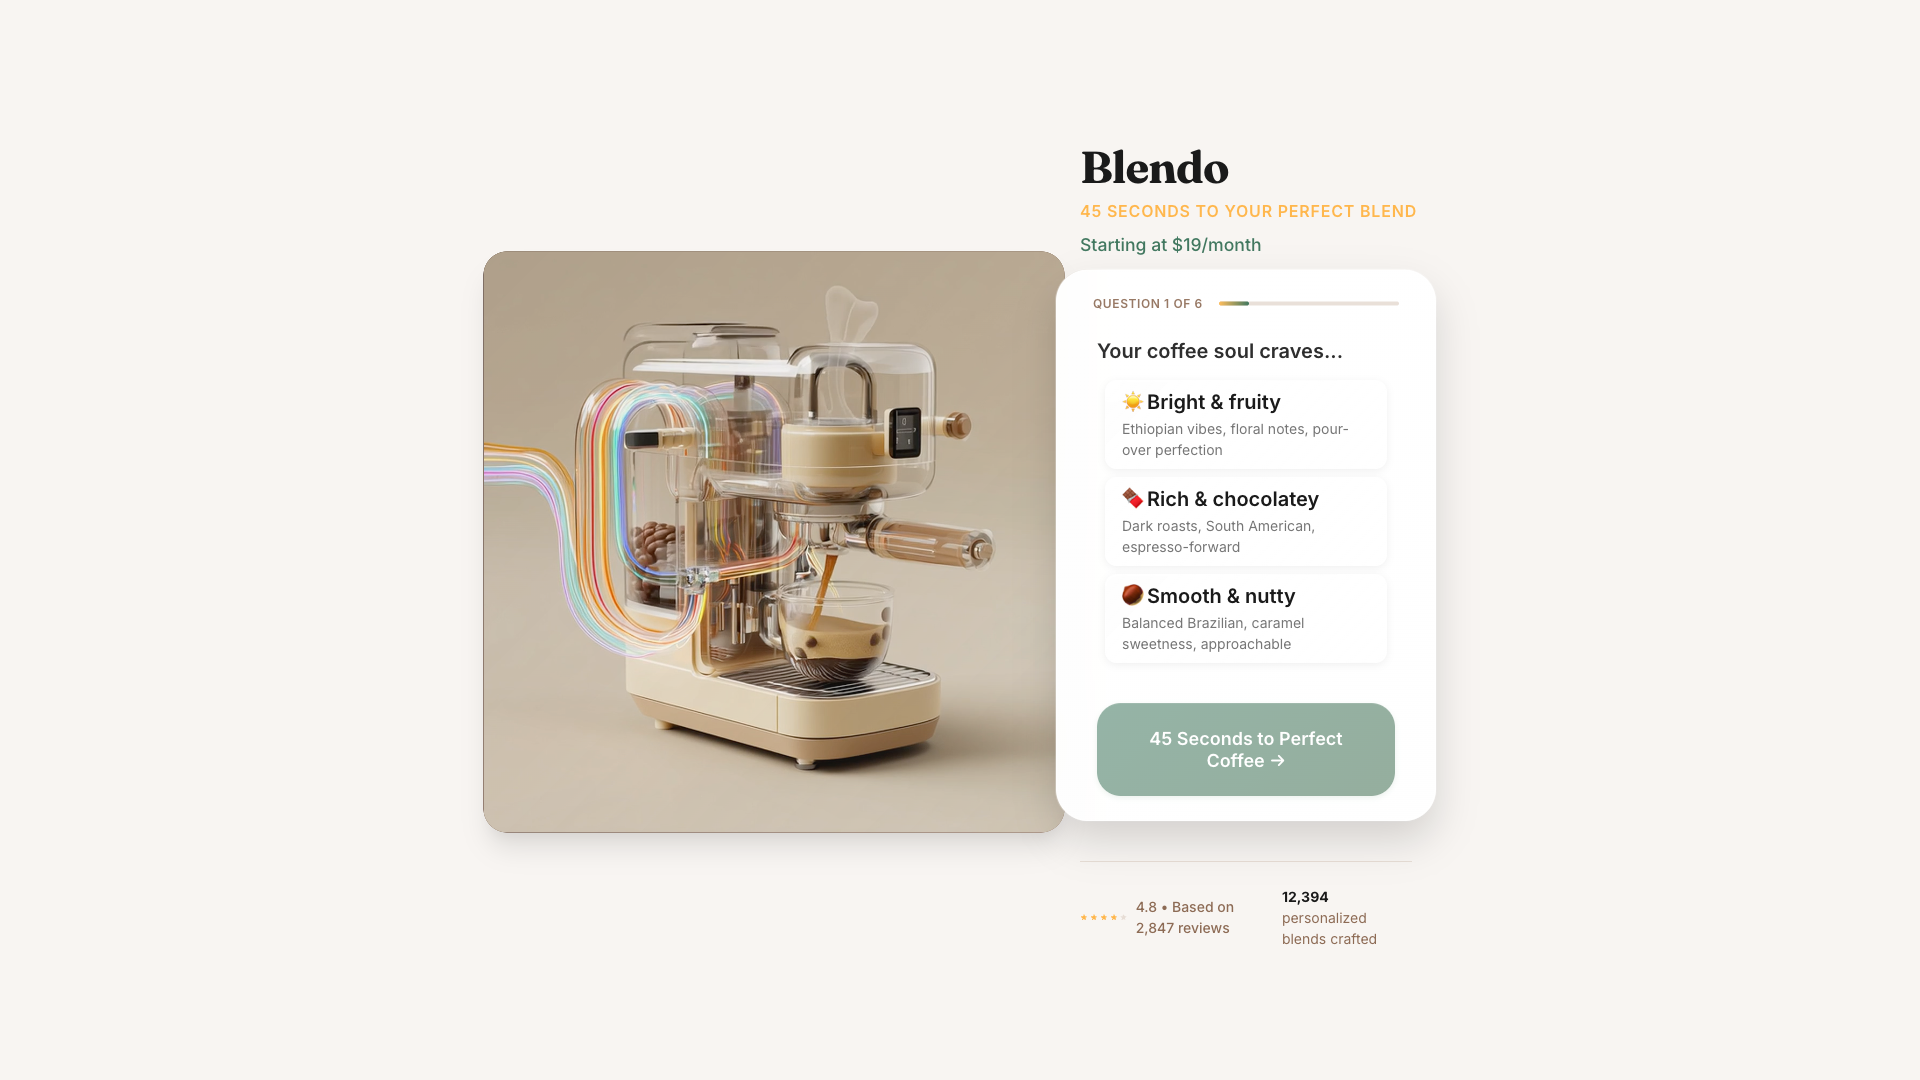 Blendo
45 SECONDS TO YOUR PERFECT BLEND
Starting at $19/month
QUESTION 1 OF 6
Your coffee soul craves...
☀️ Bright & fruity
Ethiopian vibes, floral notes, pour-
over perfection
🍫 Rich & chocolatey
Dark roasts, South American,
espresso-forward
🌰 Smooth & nutty
Balanced Brazilian, caramel
sweetness, approachable
45 Seconds to Perfect
Coffee →
4.8 • Based on
2,847 reviews
12,394
personalized
blends crafted